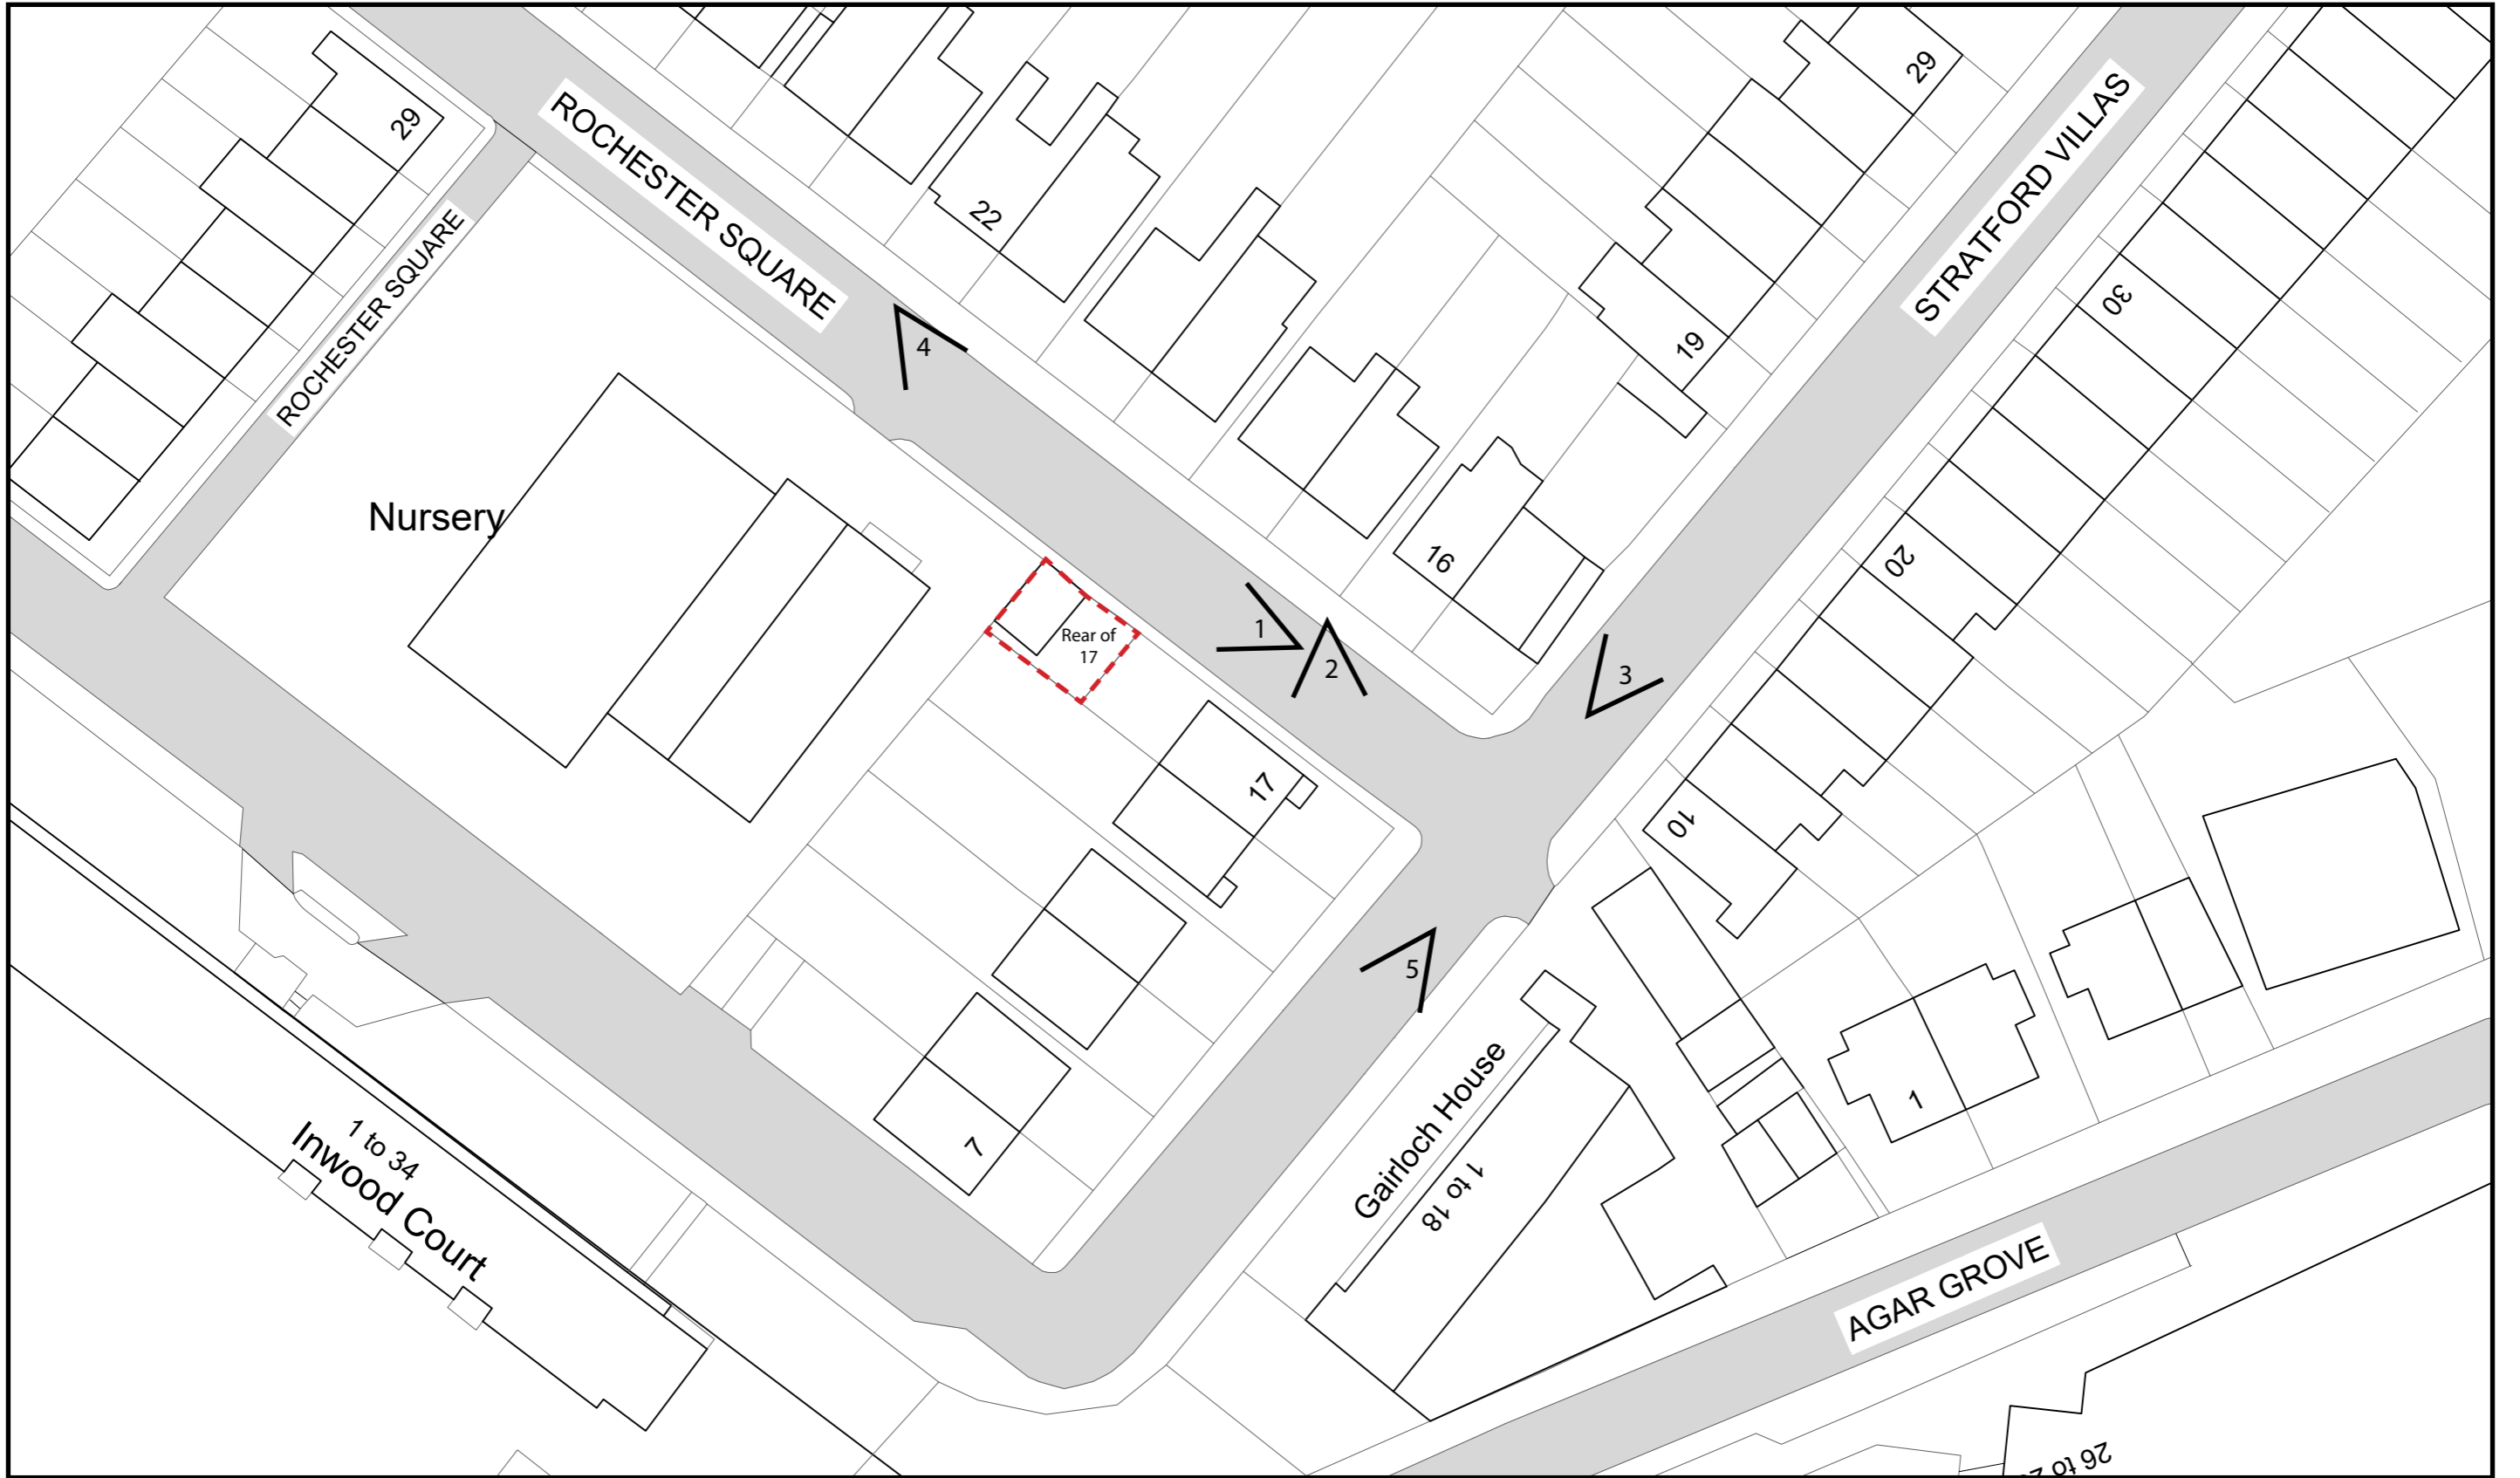 29
ROCHESTER SQUARE
ROCHESTER SQUARE
22
29
STRATFORD VILLAS
30
19
4
Nursery
16
20
Rear of
17
1
2
3
17
10
5
7
Gairloch House
1 to 18
1
1 to 34
Inwood Court
AGAR GROVE
26 to